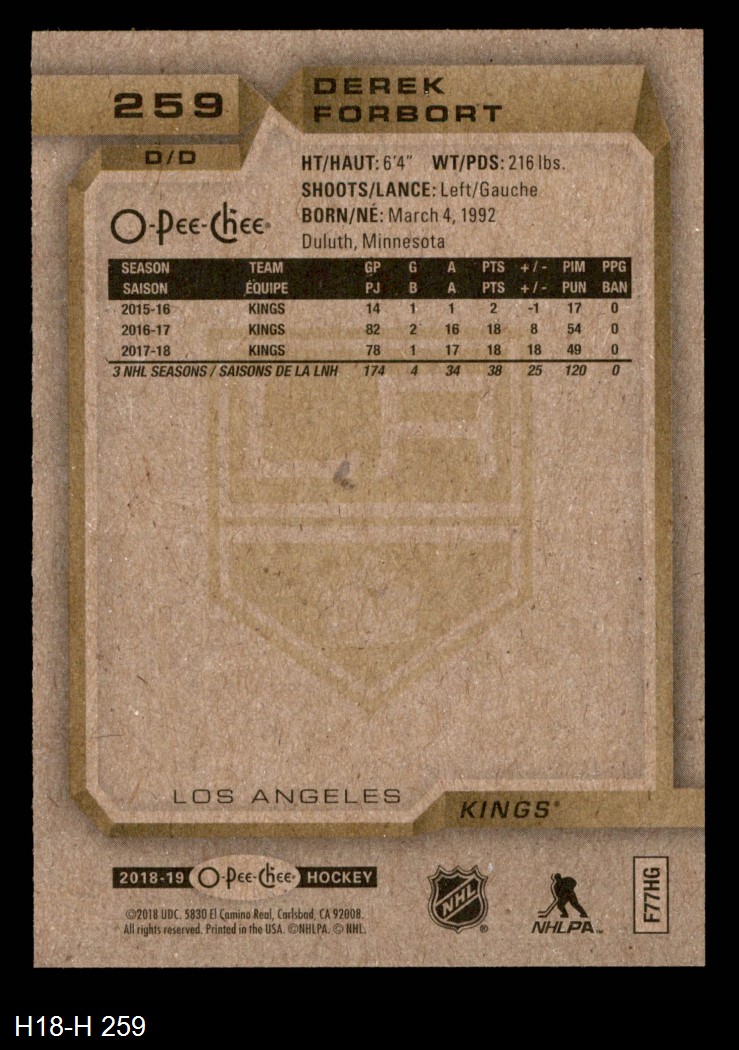 259
DEREK
FORBORT
D/D
HT/HAUT: 6'4" WT/PDS: 216 lbs.
SHOOTS/LANCE: Left/Gauche
BORN/NÉ: March 4, 1992
Duluth, Minnesota
O-Pee-Chee®
SEASON TEAM GP G A PTS +/- PIM PPG
SAISON ÉQUIPE PJ B A PTS +/- PUN BAN
2015-16 KINGS 14 1 1 2 -1 17 0
2016-17 KINGS 82 2 16 18 8 54 0
2017-18 KINGS 78 1 17 18 18 49 0
3 NHL SEASONS / SAISONS DE LA LNH 174 4 34 38 25 120 0
LOS ANGELES
KINGS®
2018-19 O-Pee-Chee® HOCKEY
©2018 UDC. 5830 El Camino Real, Carlsbad, CA 92008.
All rights reserved. Printed in the USA. ©NHLPA. © NHL.
NHL®
NHLPA™
F77HG
H18-H 259